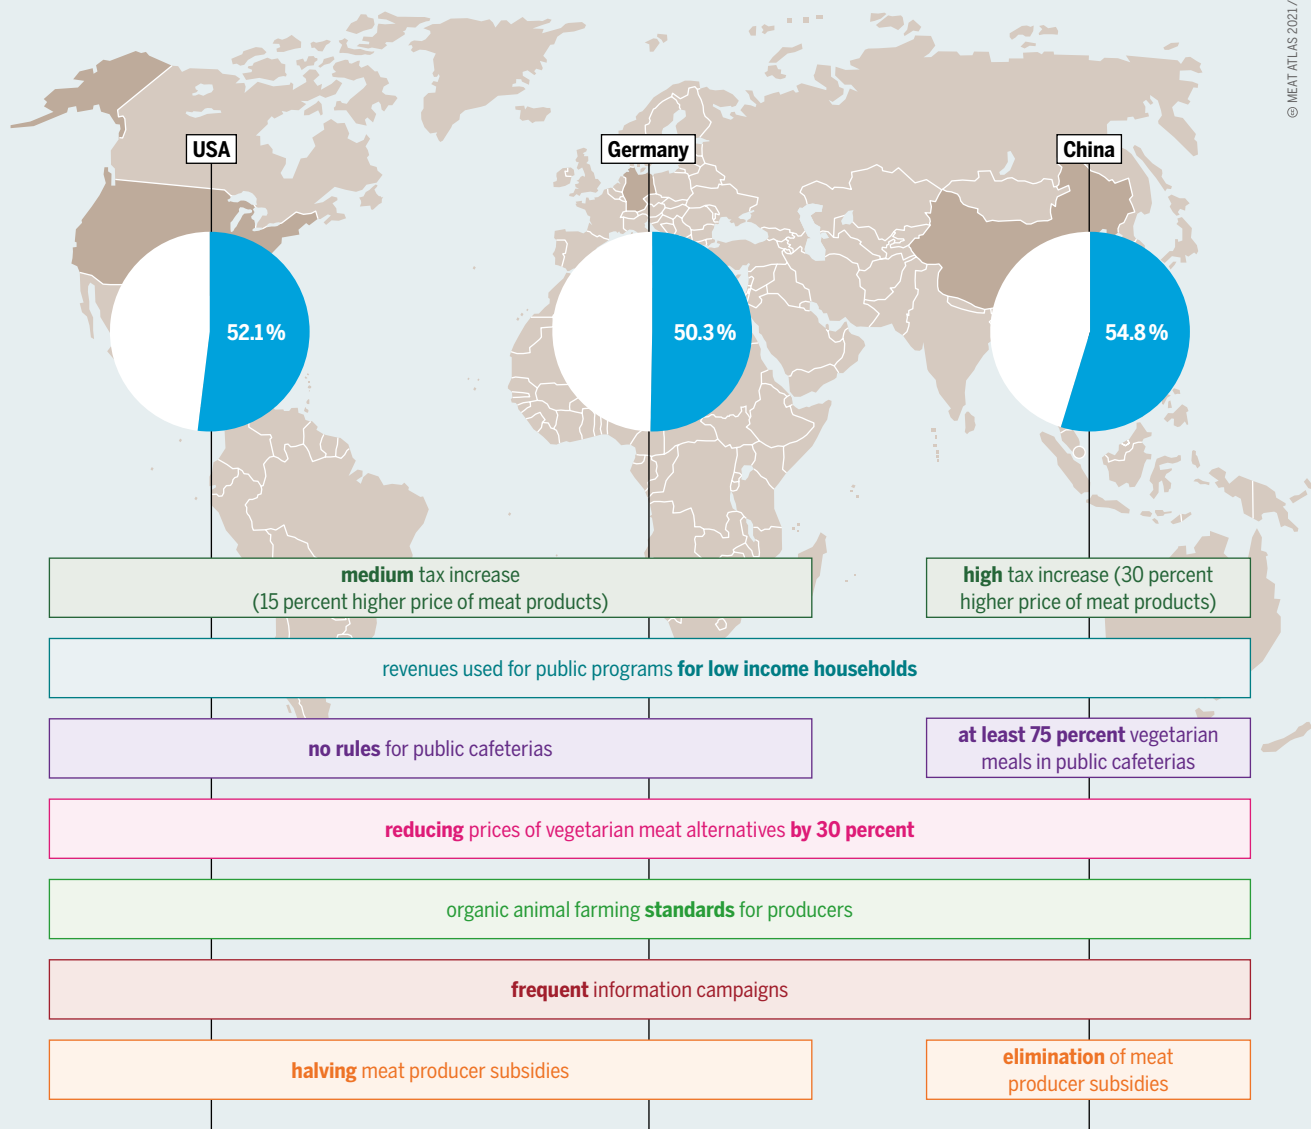 © MEAT ATLAS 2021 /
USA
Germany
China
52.1 %
50.3 %
54.8 %
medium tax increase
(15 percent higher price of meat products)
high tax increase (30 percent
higher price of meat products)
revenues used for public programs for low income households
no rules for public cafeterias
at least 75 percent vegetarian
meals in public cafeterias
reducing prices of vegetarian meat alternatives by 30 percent
organic animal farming standards for producers
frequent information campaigns
halving meat producer subsidies
elimination of meat
producer subsidies